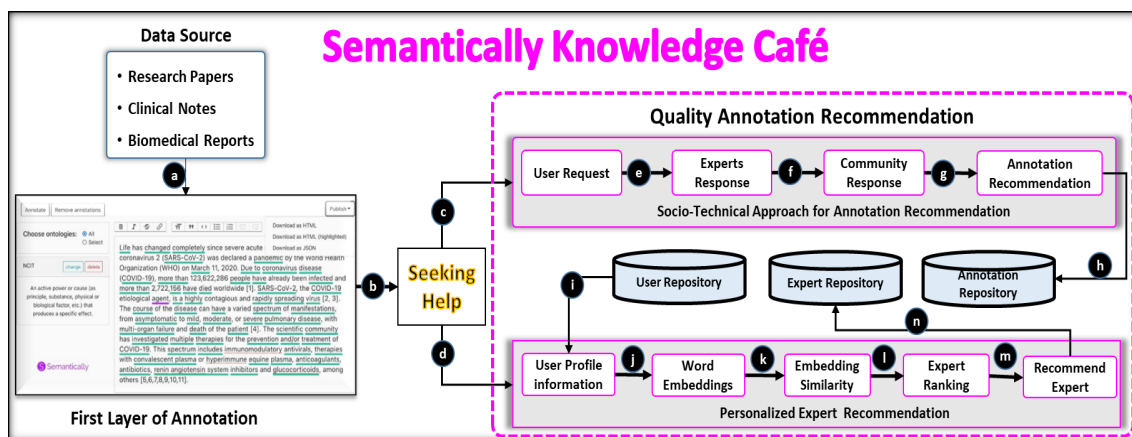 Semantically Knowledge Café
Data Source
• Research Papers
• Clinical Notes
• Biomedical Reports
a
Annotate
Remove annotations
Publish
Choose ontologies:
All
Select
NCIT
change
delete
An active power or cause (as
principle, substance, physical or
biological factor, etc.) that
produces a specific effect.
Semantically
B I
Download as HTML
Download as HTML (highlighted)
Download as JSON
Life has changed completely since severe acute
coronavirus 2 (SARS-CoV-2) was declared a pandemic by the World Health
Organization (WHO) on March 11, 2020. Due to coronavirus disease
(COVID-19), more than 123,622,286 people have already been infected and
more than 2,722,156 have died worldwide [1]. SARS-CoV-2, the COVID-19
etiological agent, is a highly contagious and rapidly spreading virus [2, 3].
The course of the disease can have a varied spectrum of manifestations,
from asymptomatic to mild, moderate, or severe pulmonary disease, with
multi-organ failure and death of the patient [4]. The scientific community
has investigated multiple therapies for the prevention and/or treatment of
COVID-19. This spectrum includes immunomodulatory antivirals, therapies
with convalescent plasma or hyperimmune equine plasma, anticoagulants,
antibiotics, renin angiotensin system inhibitors and glucocorticoids, among
others [5,6,7,8,9,10,11].
First Layer of Annotation
b
Seeking
Help
c
d
Quality Annotation Recommendation
User Request
e
Experts
Response
f
Community
Response
g
Annotation
Recommendation
Socio-Technical Approach for Annotation Recommendation
h
User Repository
Expert Repository
Annotation
Repository
i
n
User Profile
information
j
Word
Embeddings
k
Embedding
Similarity
l
Expert
Ranking
m
Recommend
Expert
Personalized Expert Recommendation